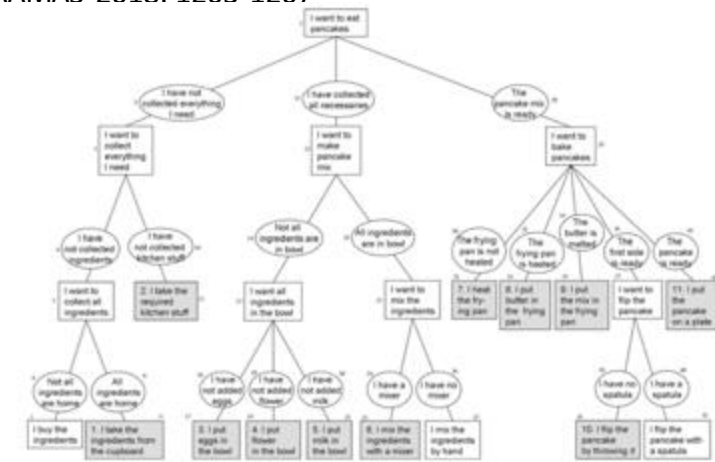 I want to eat
pancakes
I have not
collected everything
I need
I have collected
all necessaries
The
pancake mix
is ready
I want to
collect
everything
I need
I want to
make
pancake
mix
I want to
bake
pancakes
I have
not collected
ingredients
I have
not collected
kitchen stuff
Not all
ingredients are
in bowl
All ingredients
are in bowl
The frying
pan is not
heated
The
frying pan
is heated
The
butter is
melted
The
first side
is ready
The
pancake
is ready
I want to
collect all
ingredients
2. I take the
required
kitchen stuff
I want all
ingredients
in the bowl
I want to
mix the
ingredients
7. I heat
the fry-
ing pan
8. I put
butter in
the frying
pan
9. I put
the mix in
the frying
pan
I want to
flip the
pancake
11. I put
the
pancake
on a plate
Not all
ingredients
are home
All
ingredients
are home
I have
not added
eggs
I have
not added
flower
I have
not added
milk
I have a
mixer
I have no
mixer
I have no
spatula
I have a
spatula
I buy the
ingredients
1. I take the
ingredients from
the cupboard
3. I put
eggs in
the bowl
4. I put
flower
in the bowl
5. I put
milk in
the bowl
6. I mix the
ingredients
with a mixer
I mix the
ingredients
by hand
10. I flip the
pancake
by throwing it
I flip the
pancake with
a spatula